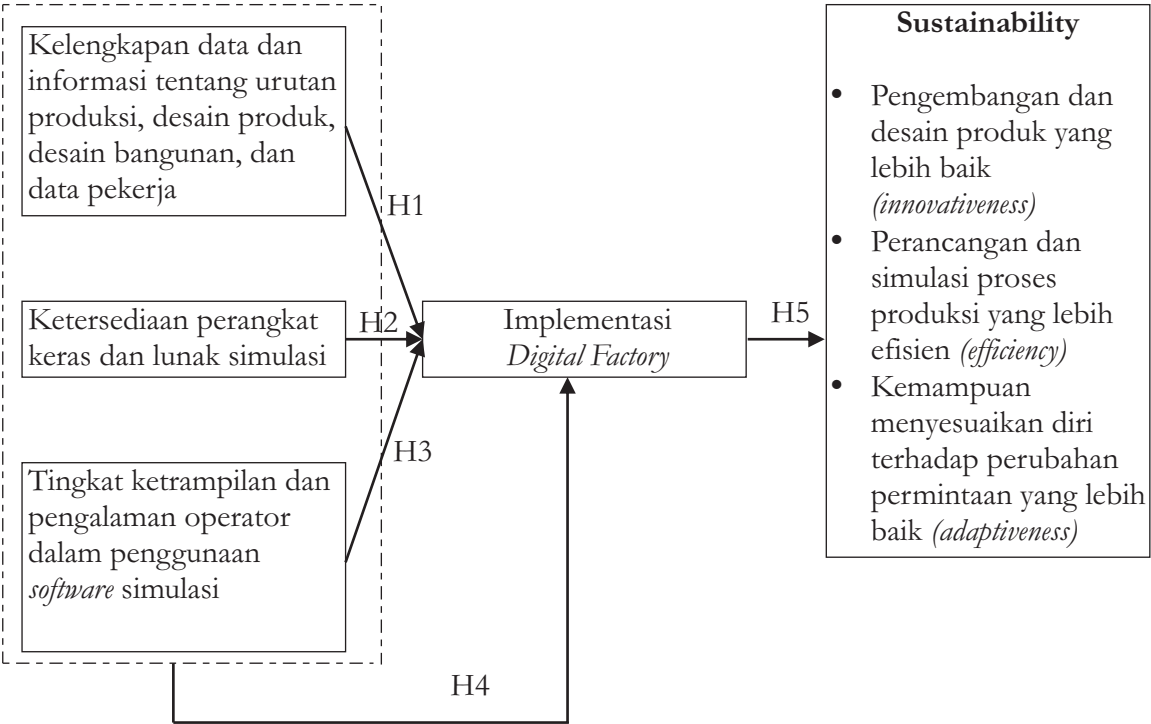 Kelengkapan data dan
informasi tentang urutan
produksi, desain produk,
desain bangunan, dan
data pekerja
H1
Ketersediaan perangkat
keras dan lunak simulasi
H2
Tingkat ketrampilan dan
pengalaman operator
dalam penggunaan
software simulasi
H3
H4
Implementasi
Digital Factory
H5
Sustainability
• Pengembangan dan
desain produk yang
lebih baik
(innovativeness)
• Perancangan dan
simulasi proses
produksi yang lebih
efisien (efficiency)
• Kemampuan
menyesuaikan diri
terhadap perubahan
permintaan yang lebih
baik (adaptiveness)